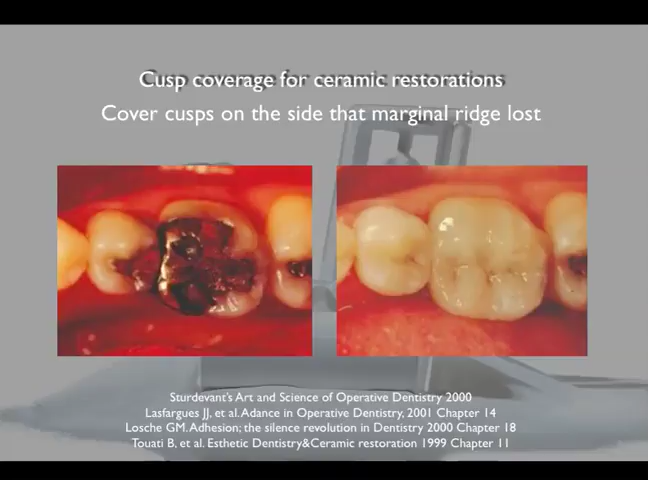 Cusp coverage for ceramic restorations
Cover cusps on the side that marginal ridge lost
Sturdevant's Art and Science of Operative Dentistry 2000
Lasfargues JJ, et al. Adance in Operative Dentistry, 2001 Chapter 14
Losche GM. Adhesion; the silence revolution in Dentistry 2000 Chapter 18
Touati B, et al. Esthetic Dentistry&Ceramic restoration 1999 Chapter 11